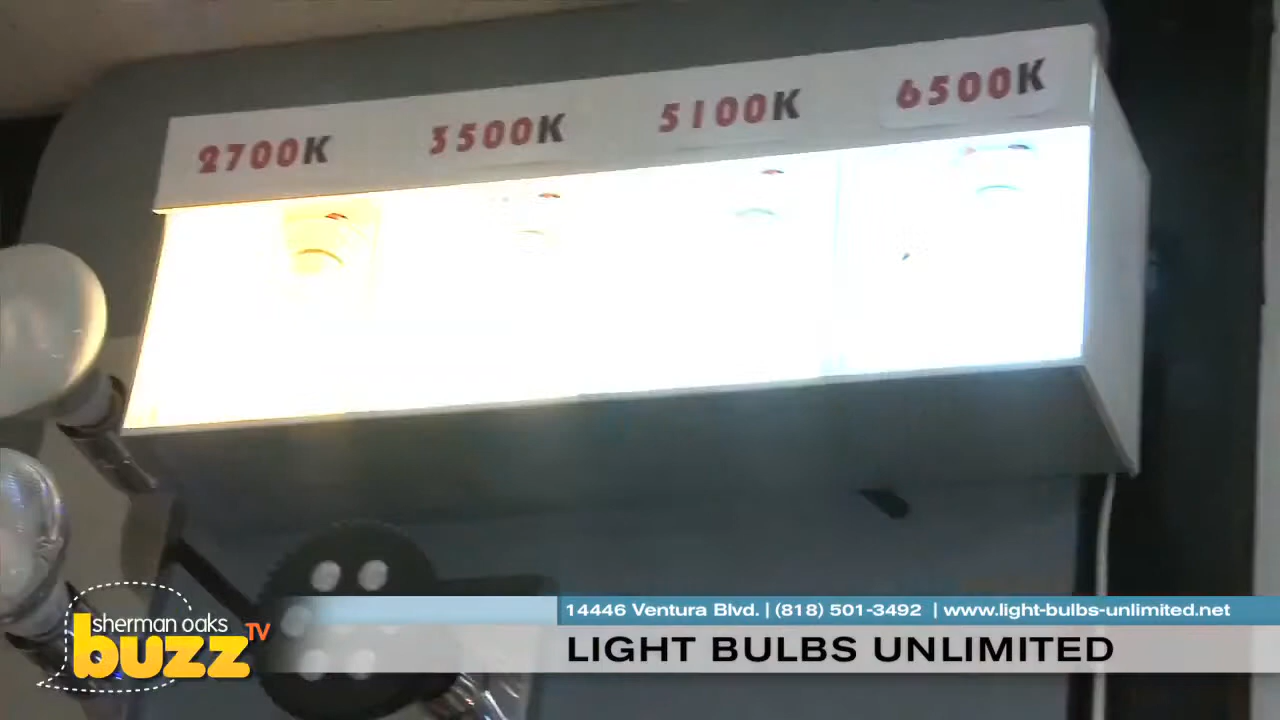 2700K 3500K 5100K 6500K
14446 Ventura Blvd. | (818) 501-3492 | www.light-bulbs-unlimited.net
LIGHT BULBS UNLIMITED
sherman oaks
buzz TV